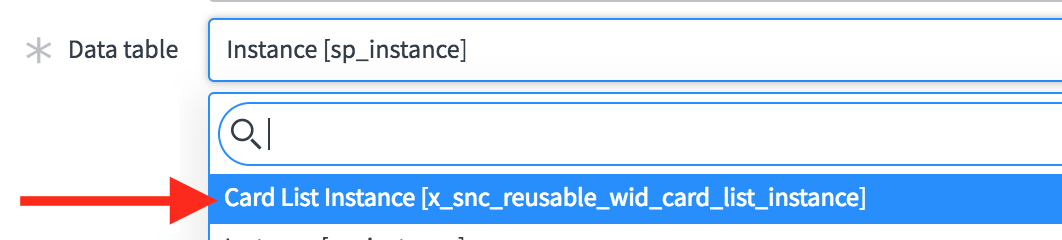 Data table
Instance [sp_instance]
Card List Instance [x_snc_reusable_wid_card_list_instance]